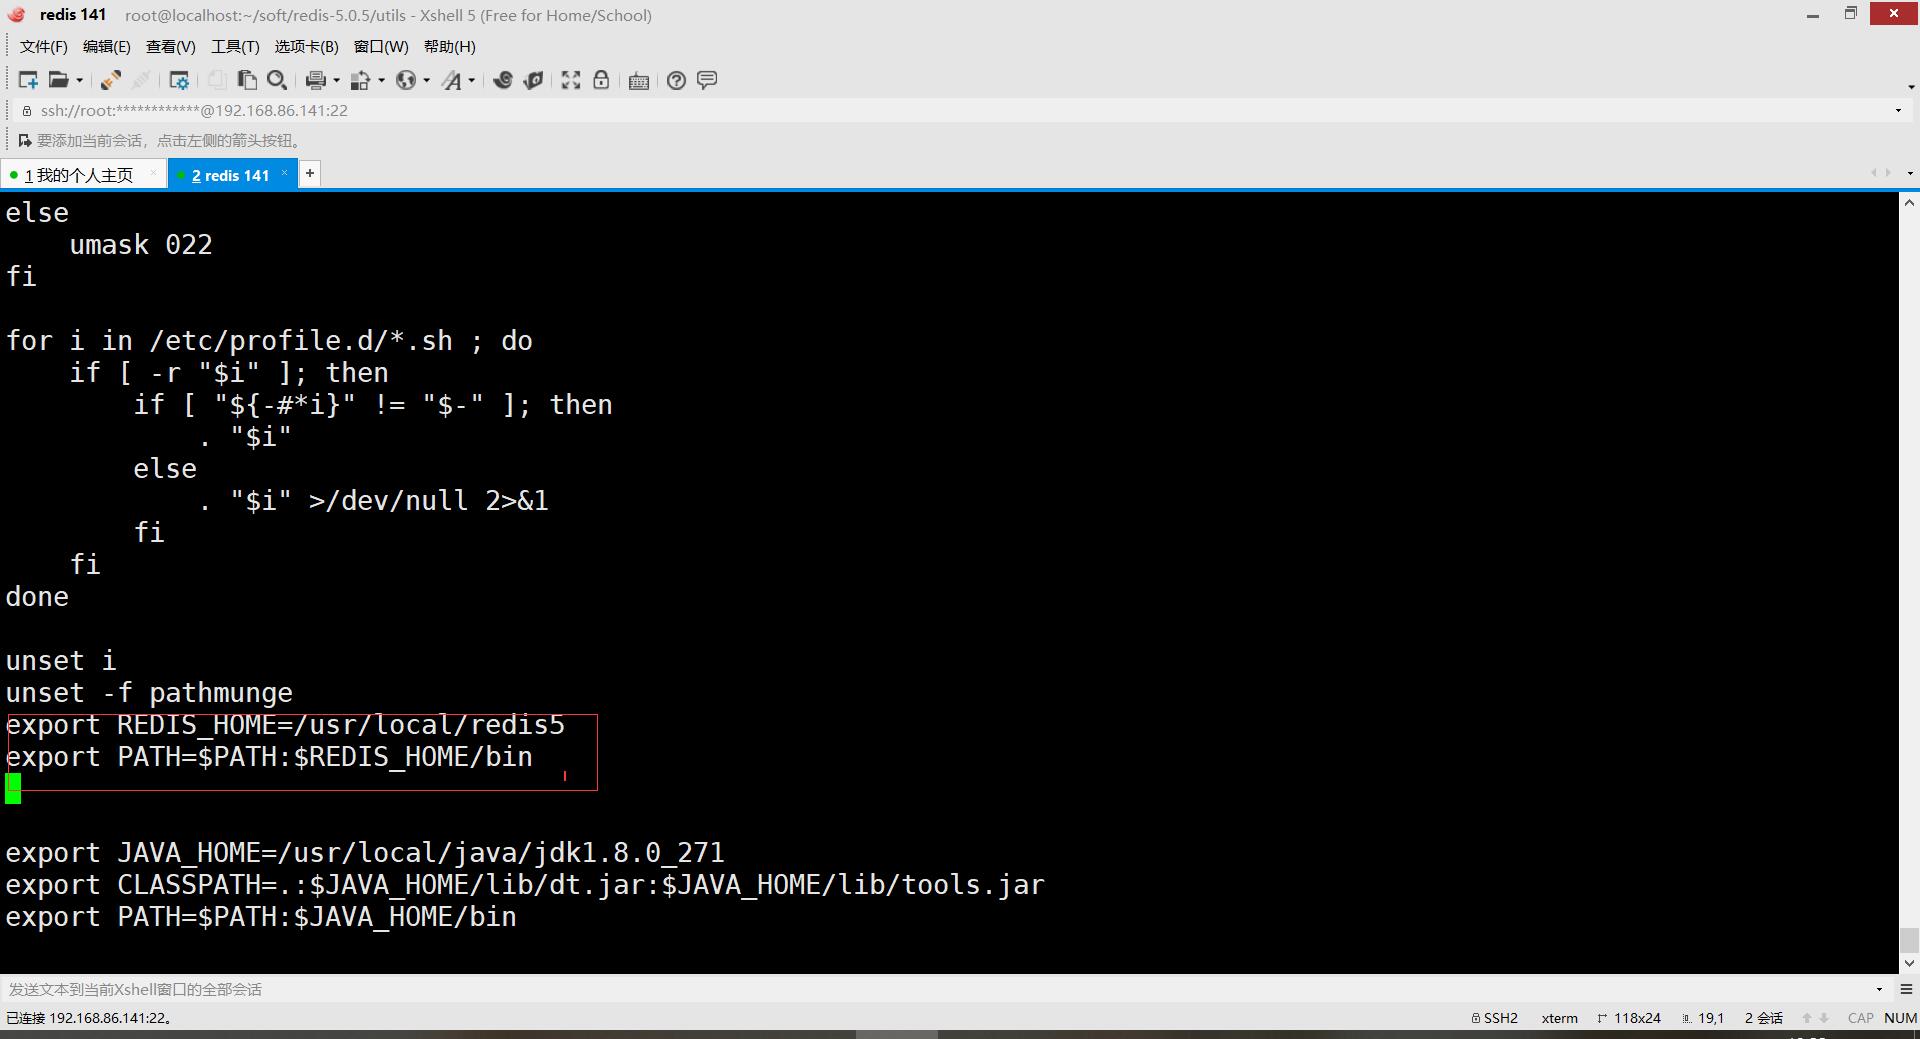 redis 141 root@localhost:~/soft/redis-5.0.5/utils - Xshell 5 (Free for Home/School)
文件(F) 编辑(E) 查看(V) 工具(T) 选项卡(B) 窗口(W) 帮助(H)
ssh://root:************@192.168.86.141:22
要添加当前会话，点击左侧的箭头按钮。
1 我的个人主页 × 2 redis 141 × +
else
    umask 022
fi

for i in /etc/profile.d/*.sh ; do
    if [ -r "$i" ]; then
        if [ "${-#*i}" != "$-" ]; then
            . "$i"
        else
            . "$i" >/dev/null 2>&1
        fi
    fi
done

unset i
unset -f pathmunge
export REDIS_HOME=/usr/local/redis5
export PATH=$PATH:$REDIS_HOME/bin

export JAVA_HOME=/usr/local/java/jdk1.8.0_271
export CLASSPATH=.:$JAVA_HOME/lib/dt.jar:$JAVA_HOME/lib/tools.jar
export PATH=$PATH:$JAVA_HOME/bin
发送文本到当前Xshell窗口的全部会话
已连接 192.168.86.141:22。 SSH2 xterm 118x24 19,1 2 会话 CAP NUM